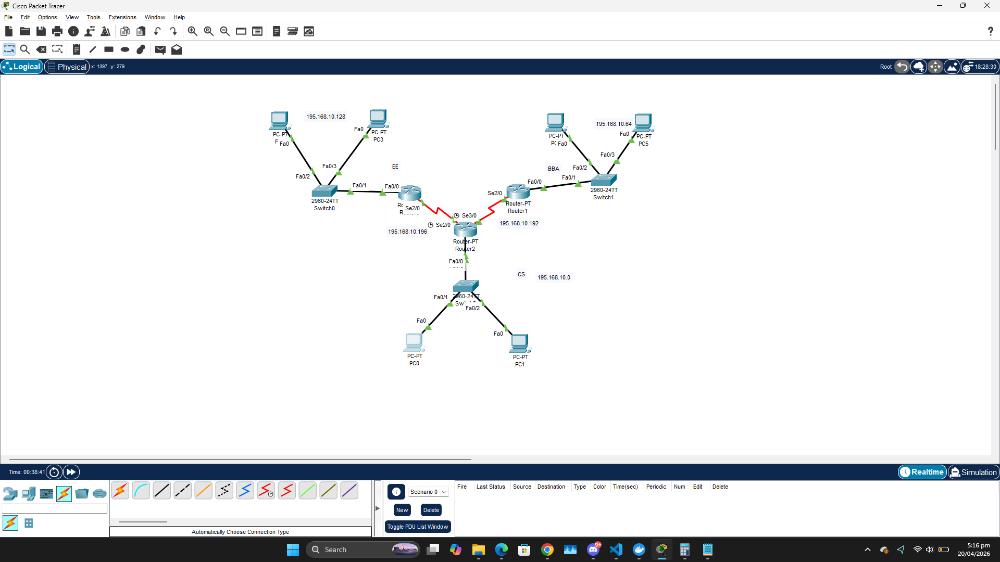 Cisco Packet Tracer
File Edit Options View Tools Extensions Window Help
?
Logical Physical x: 1397, y: 279 Root 18:28:30
195.168.10.128
PC-PT
Fa0
Fa0
PC-PT
PC3
195.168.10.64
PC-PT
Fa0
Fa0
PC-PT
PC5
Fa0/3
Fa0/2
EE
Fa0/3
Fa0/2
BBA
Fa0/1
Fa0/0
2960-24TT
Switch0
Fa0/0
Fa0/1
2960-24TT
Switch1
Se2/0
Se2/0
Router-PT
Router1
Se3/0
Se2/0
195.168.10.196
195.168.10.192
Router-PT
Router2
Fa0/0
CS
195.168.10.0
Fa0/1
2960-24TT
Fa0/2
Fa0
Fa0
PC-PT
PC0
PC-PT
PC1
Time: 00:38:41 Realtime Simulation
Scenario 0
New Delete
Toggle PDU List Window
Fire Last Status Source Destination Type Color Time(sec) Periodic Num Edit Delete
Automatically Choose Connection Type
Search
9+
5:16 pm
20/04/2026